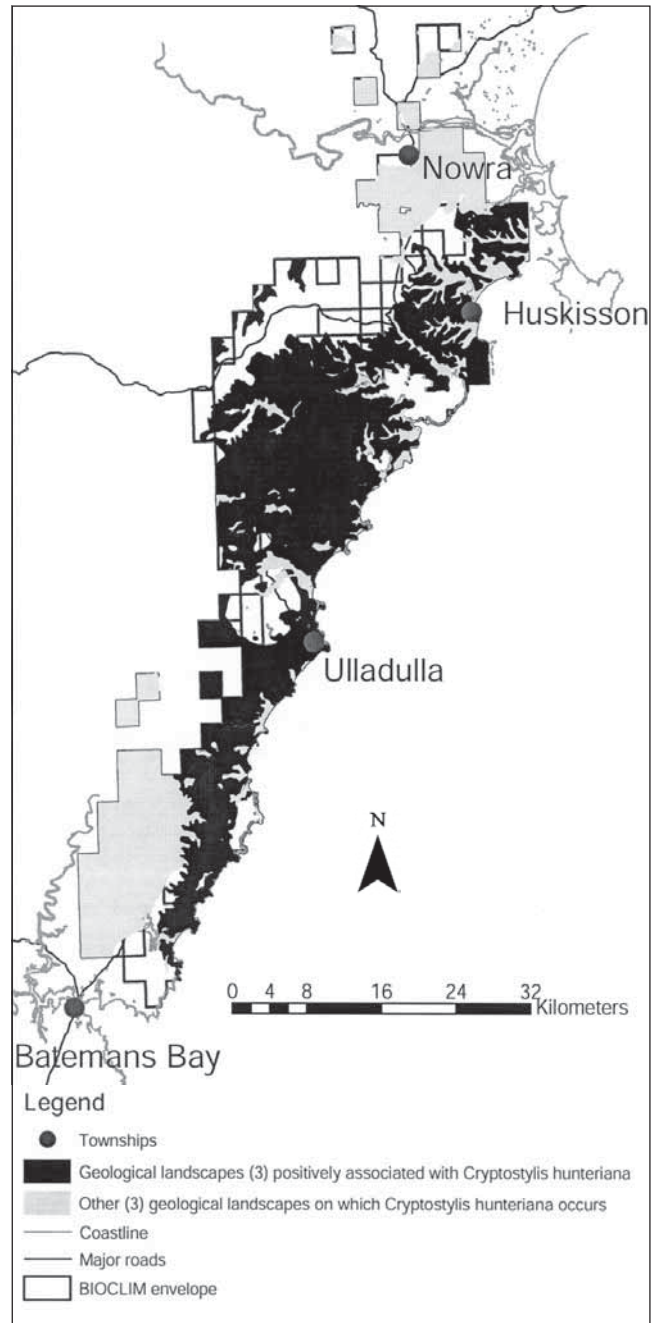 Nowra
Huskisson
Ulladulla
N
0 4 8 16 24 32
Kilometers
Batemans Bay
Legend
Townships
Geological landscapes (3) positively associated with Cryptostylis hunteriana
Other (3) geological landscapes on which Cryptostylis hunteriana occurs
Coastline
Major roads
BIOCLIM envelope